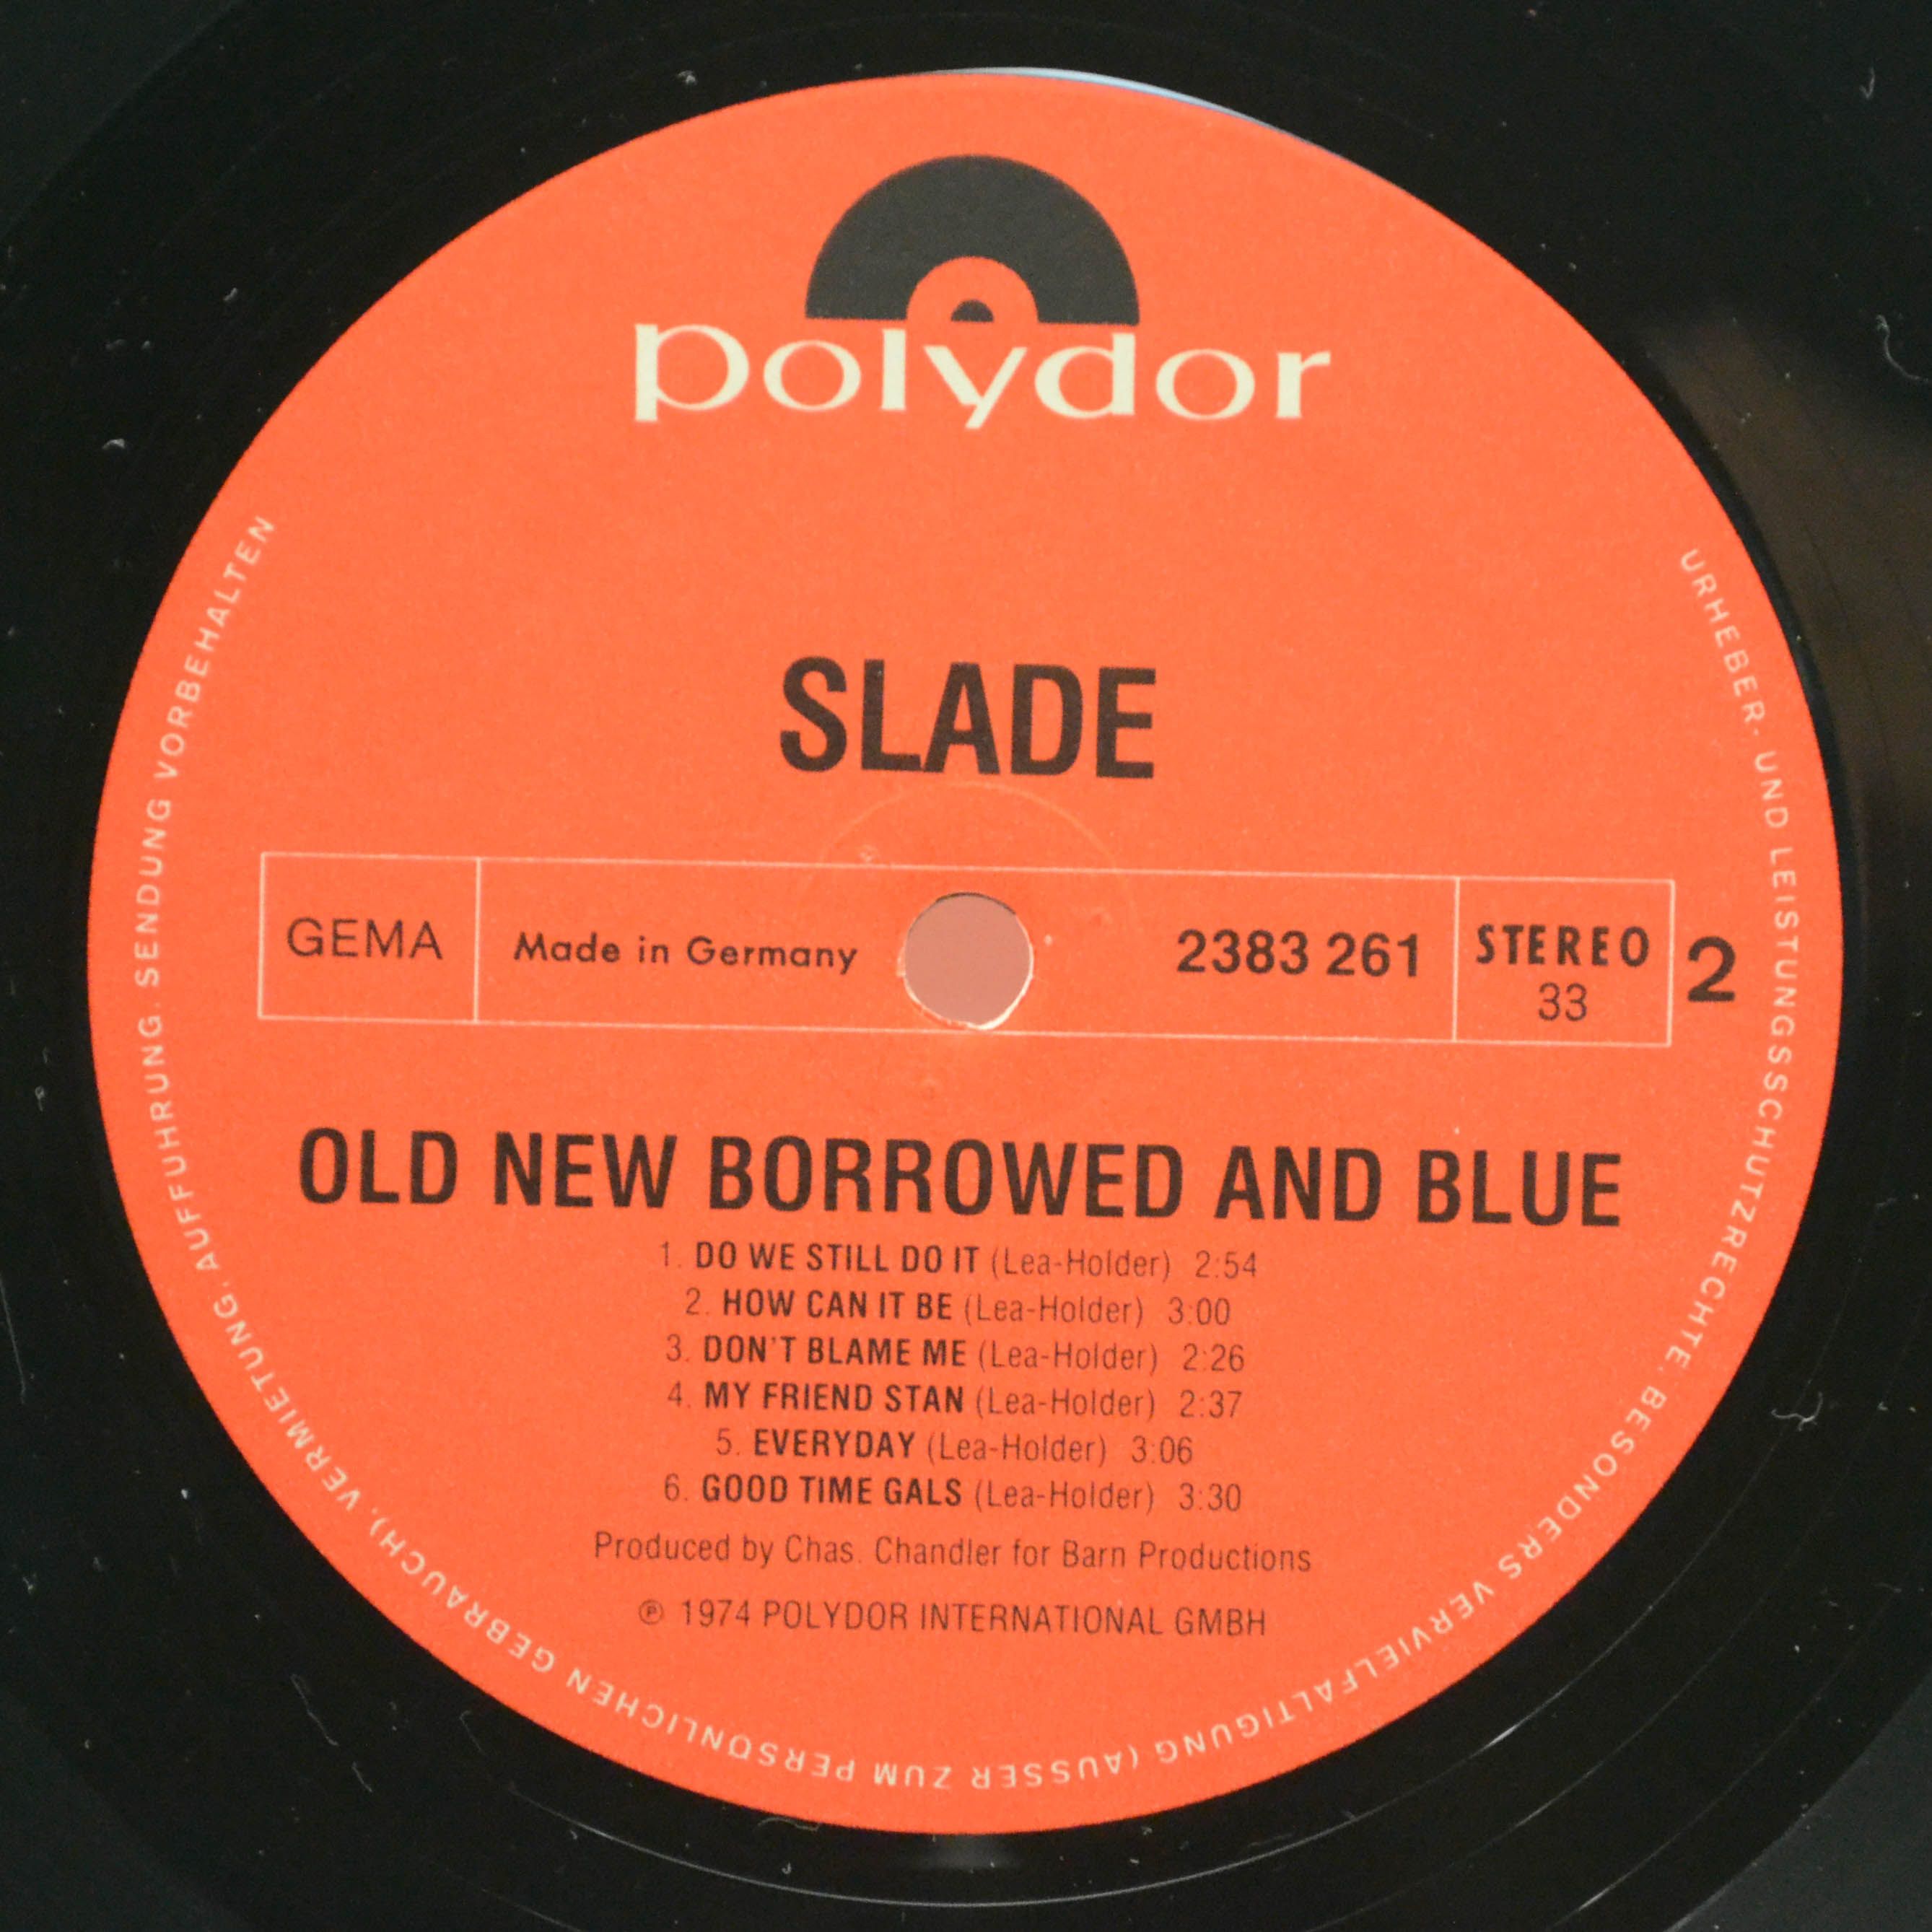 polydor
SLADE
GEMA
Made in Germany
2383 261
STEREO
33
2
OLD NEW BORROWED AND BLUE
1. DO WE STILL DO IT (Lea-Holder) 2:54
2. HOW CAN IT BE (Lea-Holder) 3:00
3. DON'T BLAME ME (Lea-Holder) 2:26
4. MY FRIEND STAN (Lea-Holder) 2:37
5. EVERYDAY (Lea-Holder) 3:06
6. GOOD TIME GALS (Lea-Holder) 3:30
Produced by Chas. Chandler for Barn Productions
℗ 1974 POLYDOR INTERNATIONAL GMBH
URHEBER- UND LEISTUNGSSCHUTZRECHTE, BESONDERS VERVIELFÄLTIGUNG (AUSSER ZUM PERSÖNLICHEN GEBRAUCH), VERMIETUNG, AUFFÜHRUNG, SENDUNG VORBEHALTEN